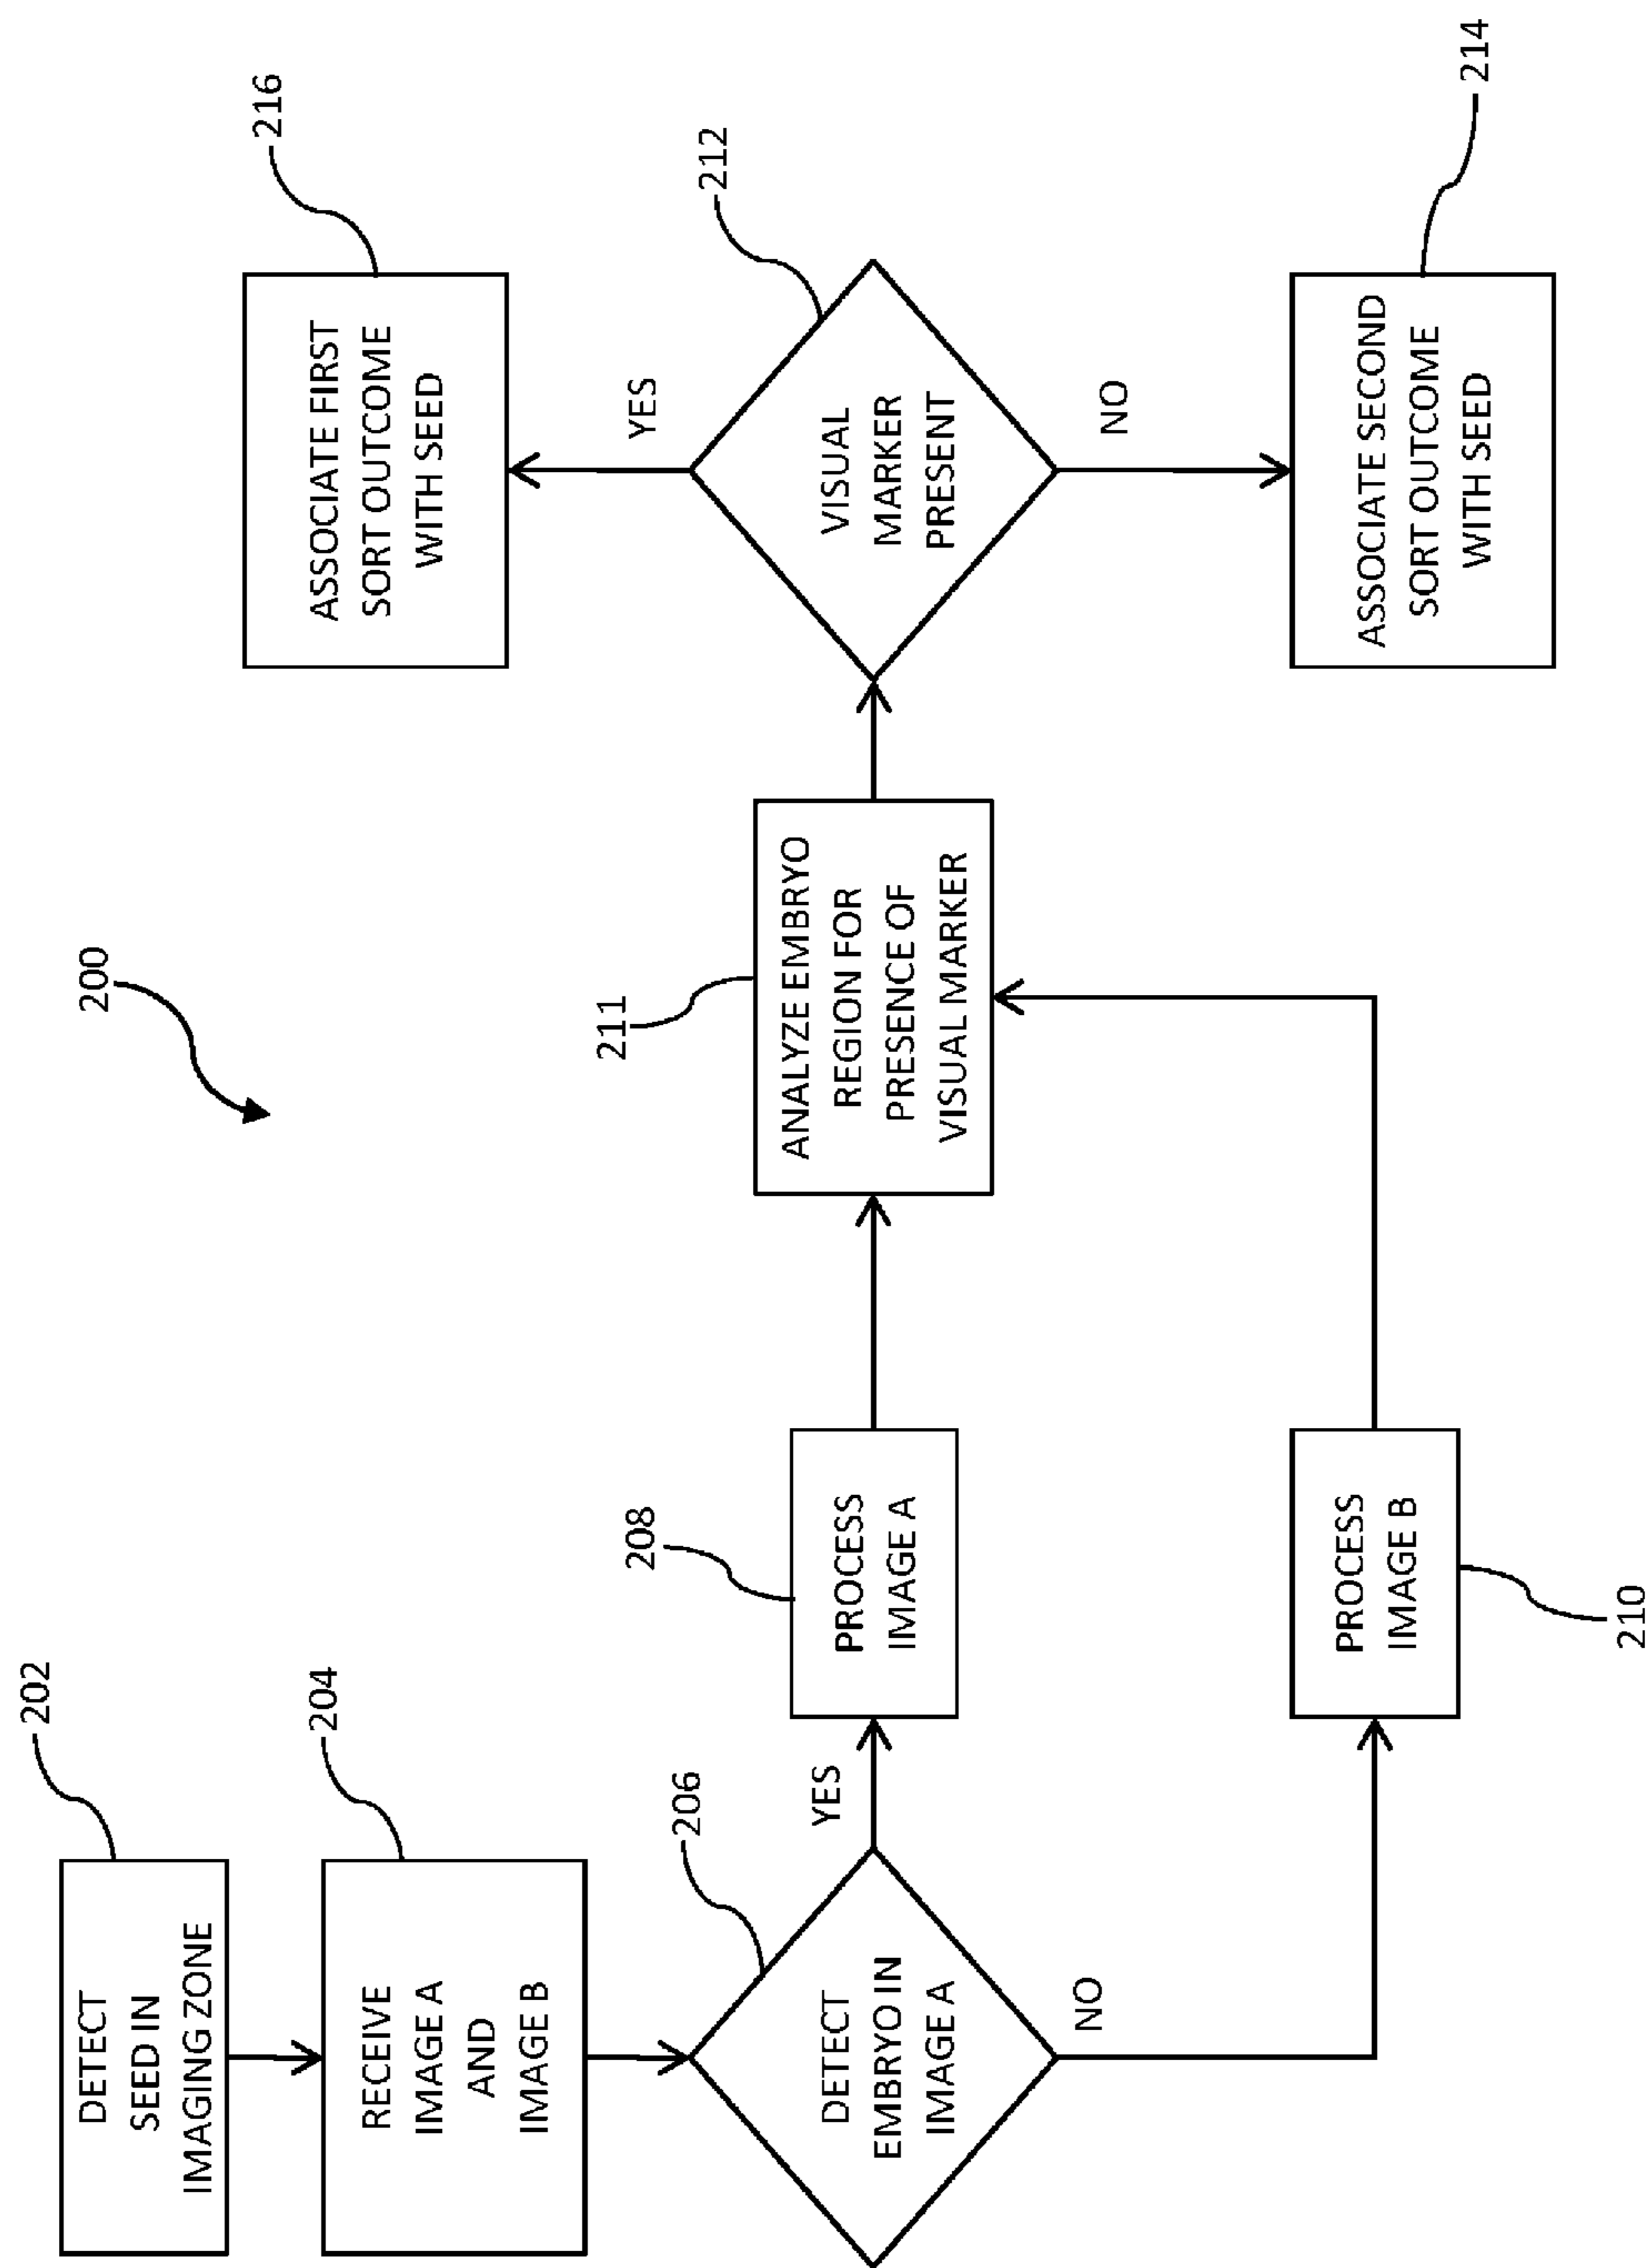 200
202
DETECT
SEED IN
IMAGING ZONE
204
RECEIVE
IMAGE A
AND
IMAGE B
206
DETECT
EMBRYO IN
IMAGE A
YES
NO
208
PROCESS
IMAGE A
210
PROCESS
IMAGE B
211
ANALYZE EMBRYO
REGION FOR
PRESENCE OF
VISUAL MARKER
212
VISUAL
MARKER
PRESENT
YES
NO
216
ASSOCIATE FIRST
SORT OUTCOME
WITH SEED
214
ASSOCIATE SECOND
SORT OUTCOME
WITH SEED